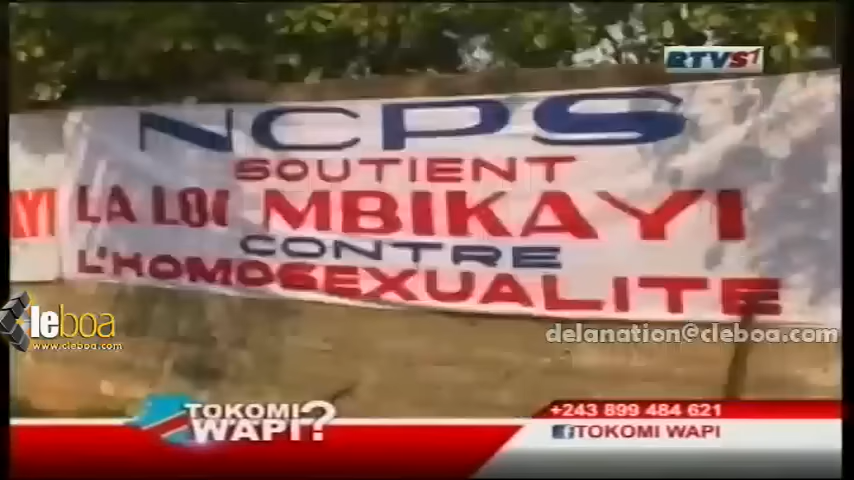 RTVS1
NCPS
SOUTIENT
LA LOI MBIKAYI
CONTRE
L'HOMOSEXUALITE
AYI
leboa
www.cleboa.com
delanation@cleboa.com
TOKOMI
WAPI?
+243 899 484 621
TOKOMI WAPI